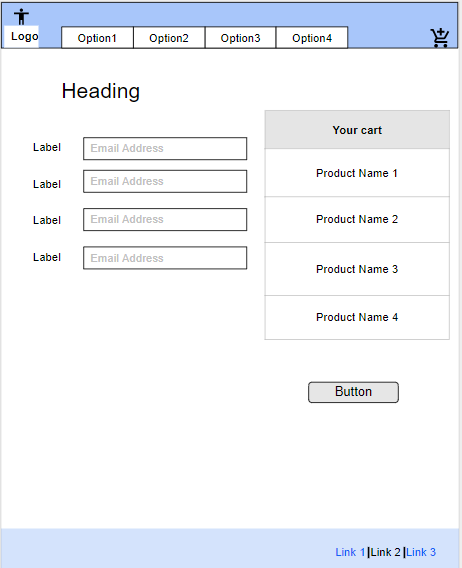 Logo
Option1 Option2 Option3 Option4
Heading
Label Email Address
Label Email Address
Label Email Address
Label Email Address
Your cart
Product Name 1
Product Name 2
Product Name 3
Product Name 4
Button
Link 1|Link 2|Link 3